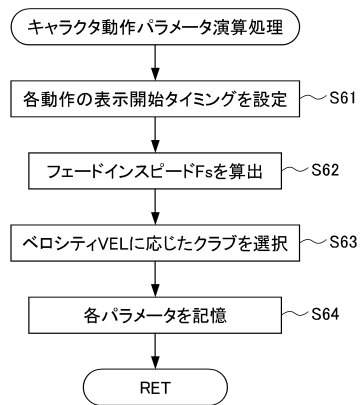 キャラクタ動作パラメータ演算処理
各動作の表示開始タイミングを設定 S61
フェードインスピードFsを算出 S62
ベロシティVELに応じたクラブを選択 S63
各パラメータを記憶 S64
RET